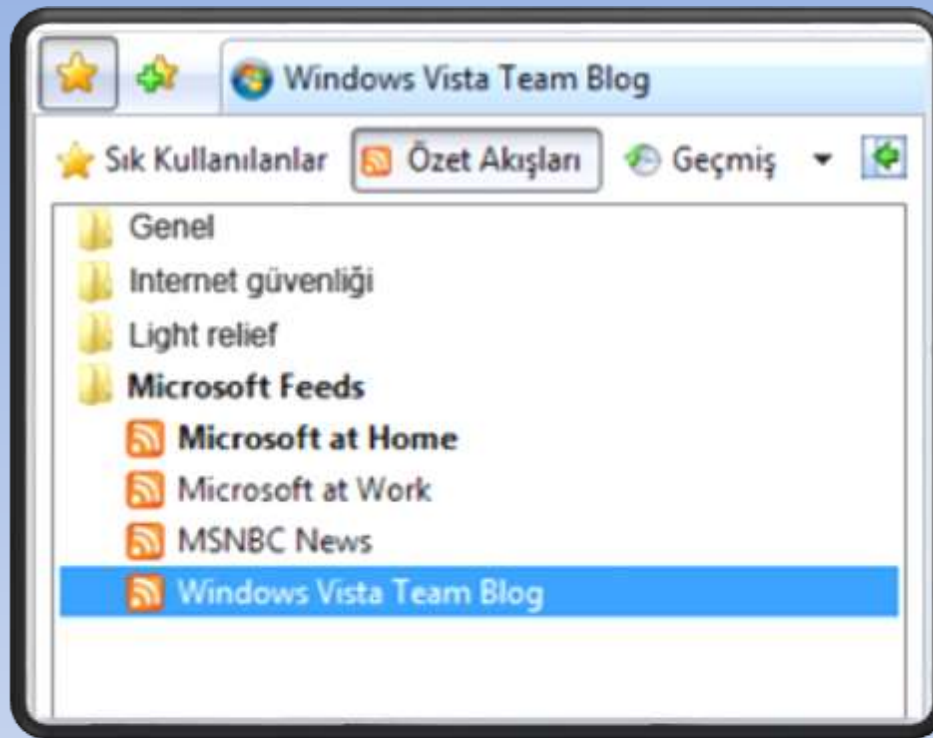 Windows Vista Team Blog
Sık Kullanılanlar Özet Akışları Geçmiş
Genel
Internet güvenliği
Light relief
Microsoft Feeds
Microsoft at Home
Microsoft at Work
MSNBC News
Windows Vista Team Blog